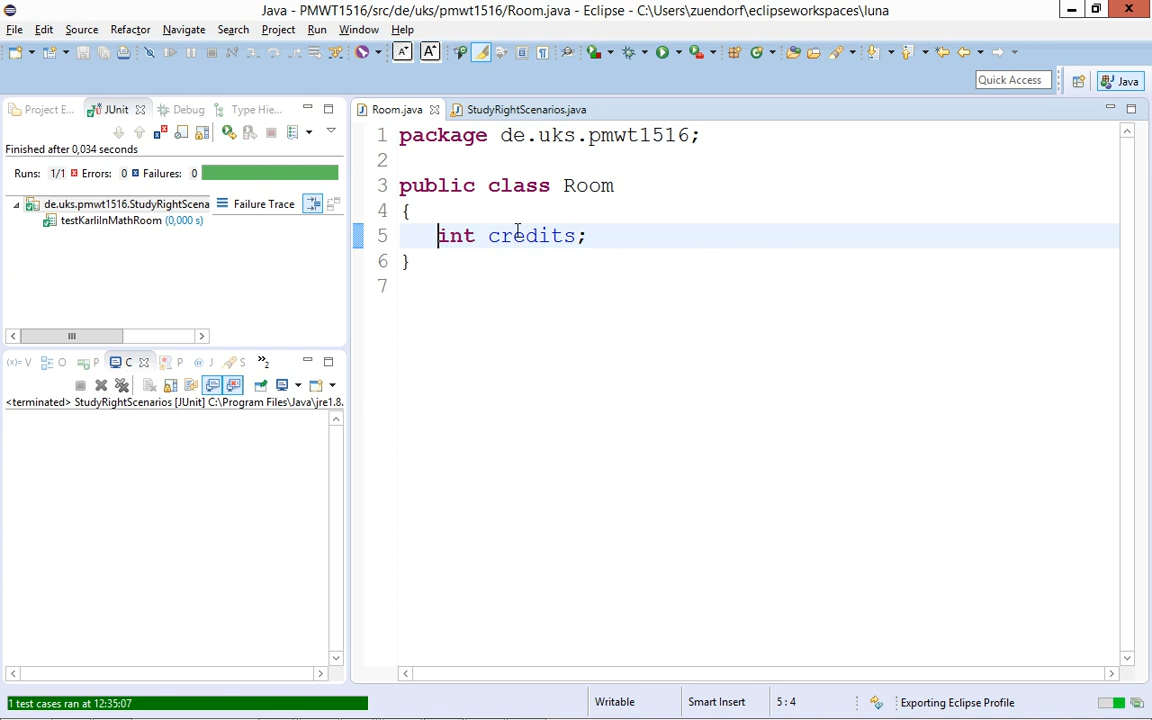 Java - PMWT1516/src/de/uks/pmwt1516/Room.java - Eclipse - C:\Users\zuendorf\eclipseworkspaces\luna
File Edit Source Refactor Navigate Search Project Run Window Help
Quick Access
Java
Project E... JUnit Debug Type Hie...
Room.java StudyRightScenarios.java
Finished after 0,034 seconds
Runs: 1/1 Errors: 0 Failures: 0
de.uks.pmwt1516.StudyRightScena
Failure Trace
testKarliInMathRoom (0,000 s)
1 package de.uks.pmwt1516;
2
3 public class Room
4 {
5 int credits;
6 }
7
(x)= V O P C P @ J S »2
<terminated> StudyRightScenarios [JUnit] C:\Program Files\Java\jre1.8.
1 test cases ran at 12:35:07
Writable
Smart Insert
5 : 4
Exporting Eclipse Profile